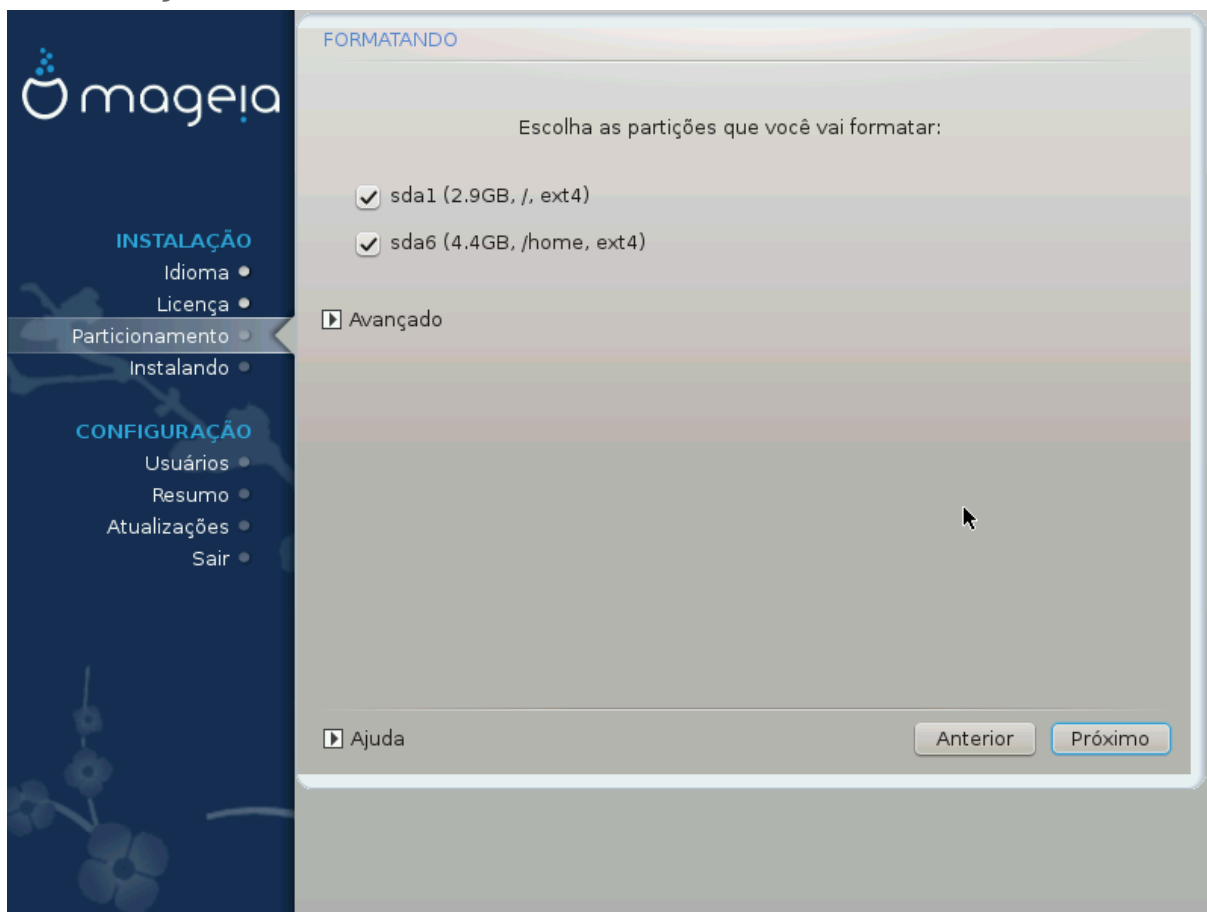 mageia
INSTALAÇÃO
Idioma
Licença
Particionamento
Instalando
CONFIGURAÇÃO
Usuários
Resumo
Atualizações
Sair
FORMATANDO
Escolha as partições que você vai formatar:
sda1 (2.9GB, /, ext4)
sda6 (4.4GB, /home, ext4)
Avançado
Ajuda
Anterior
Próximo